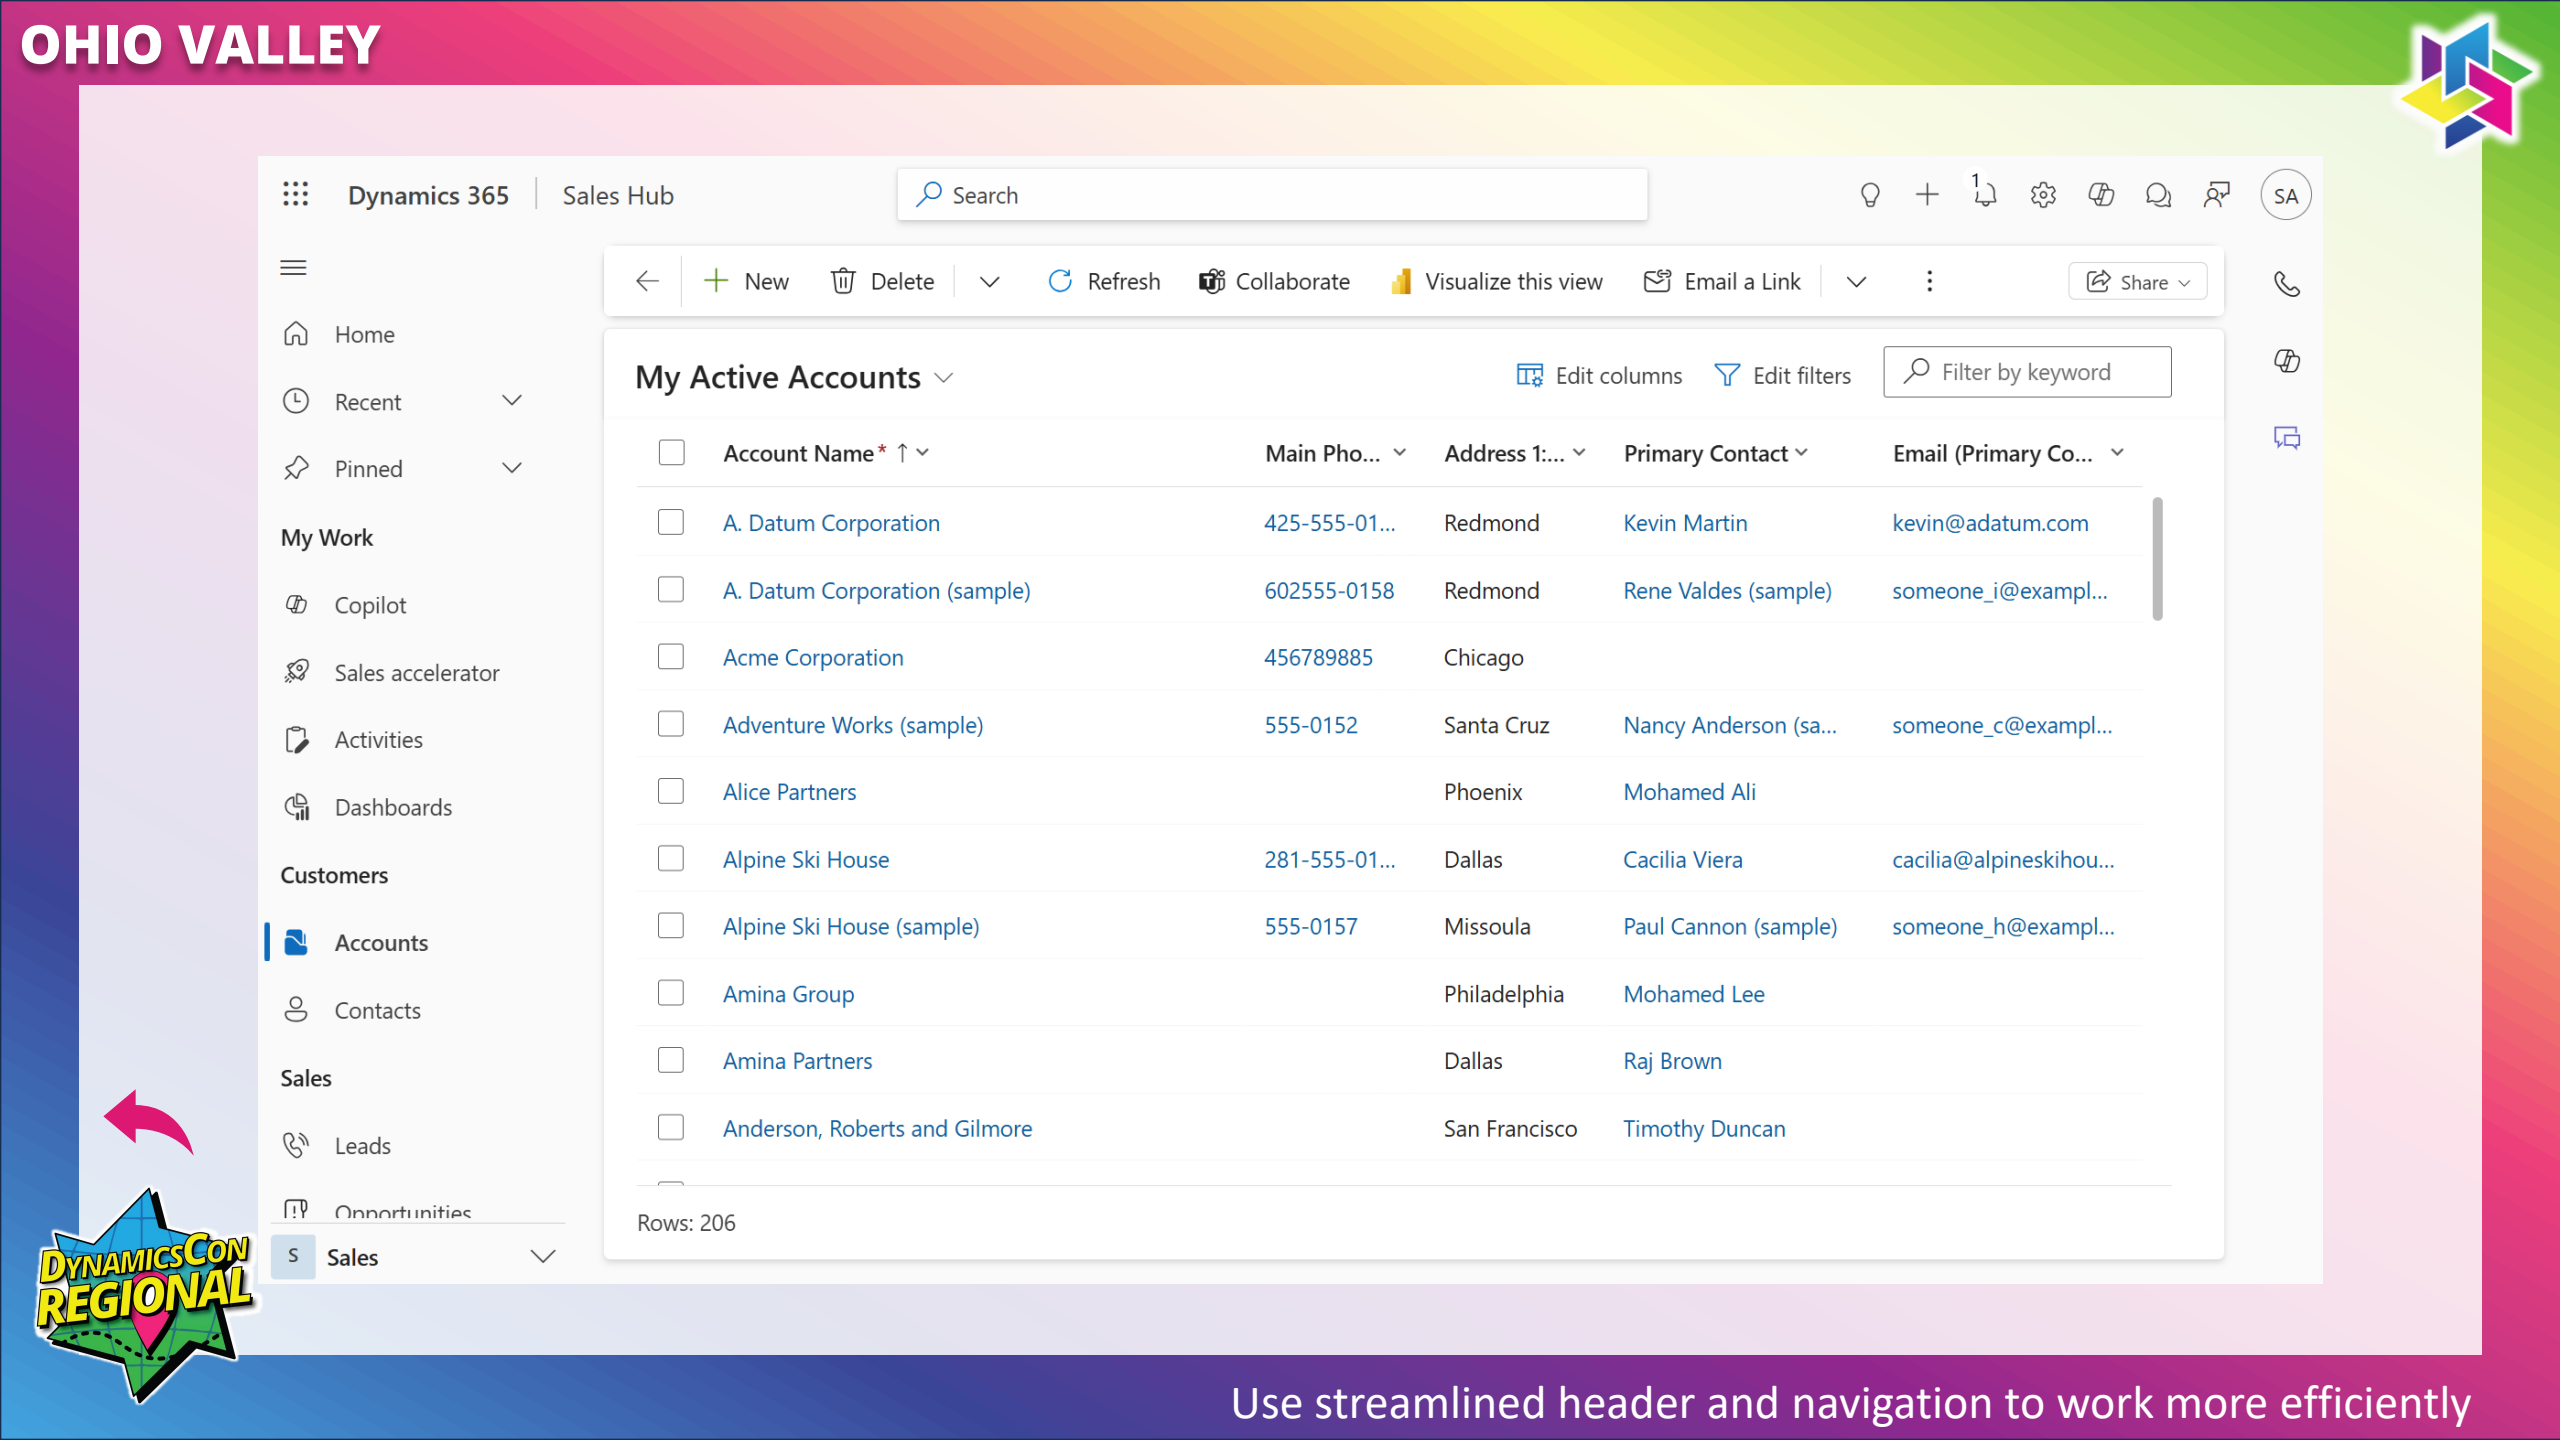 OHIO VALLEY
Dynamics 365 Sales Hub
Search
1
SA
New Delete Refresh Collaborate Visualize this view Email a Link Share
Home
Recent
Pinned
My Work
Copilot
Sales accelerator
Activities
Dashboards
Customers
Accounts
Contacts
Sales
Leads
Opportunities
S Sales
My Active Accounts Edit columns Edit filters Filter by keyword
Account Name* Main Pho... Address 1:... Primary Contact Email (Primary Co...
A. Datum Corporation 425-555-01... Redmond Kevin Martin kevin@adatum.com
A. Datum Corporation (sample) 602555-0158 Redmond Rene Valdes (sample) someone_i@exampl...
Acme Corporation 456789885 Chicago
Adventure Works (sample) 555-0152 Santa Cruz Nancy Anderson (sa... someone_c@exampl...
Alice Partners Phoenix Mohamed Ali
Alpine Ski House 281-555-01... Dallas Cacilia Viera cacilia@alpineskihou...
Alpine Ski House (sample) 555-0157 Missoula Paul Cannon (sample) someone_h@exampl...
Amina Group Philadelphia Mohamed Lee
Amina Partners Dallas Raj Brown
Anderson, Roberts and Gilmore San Francisco Timothy Duncan
Rows: 206
DYNAMICSCON
REGIONAL
Use streamlined header and navigation to work more efficiently